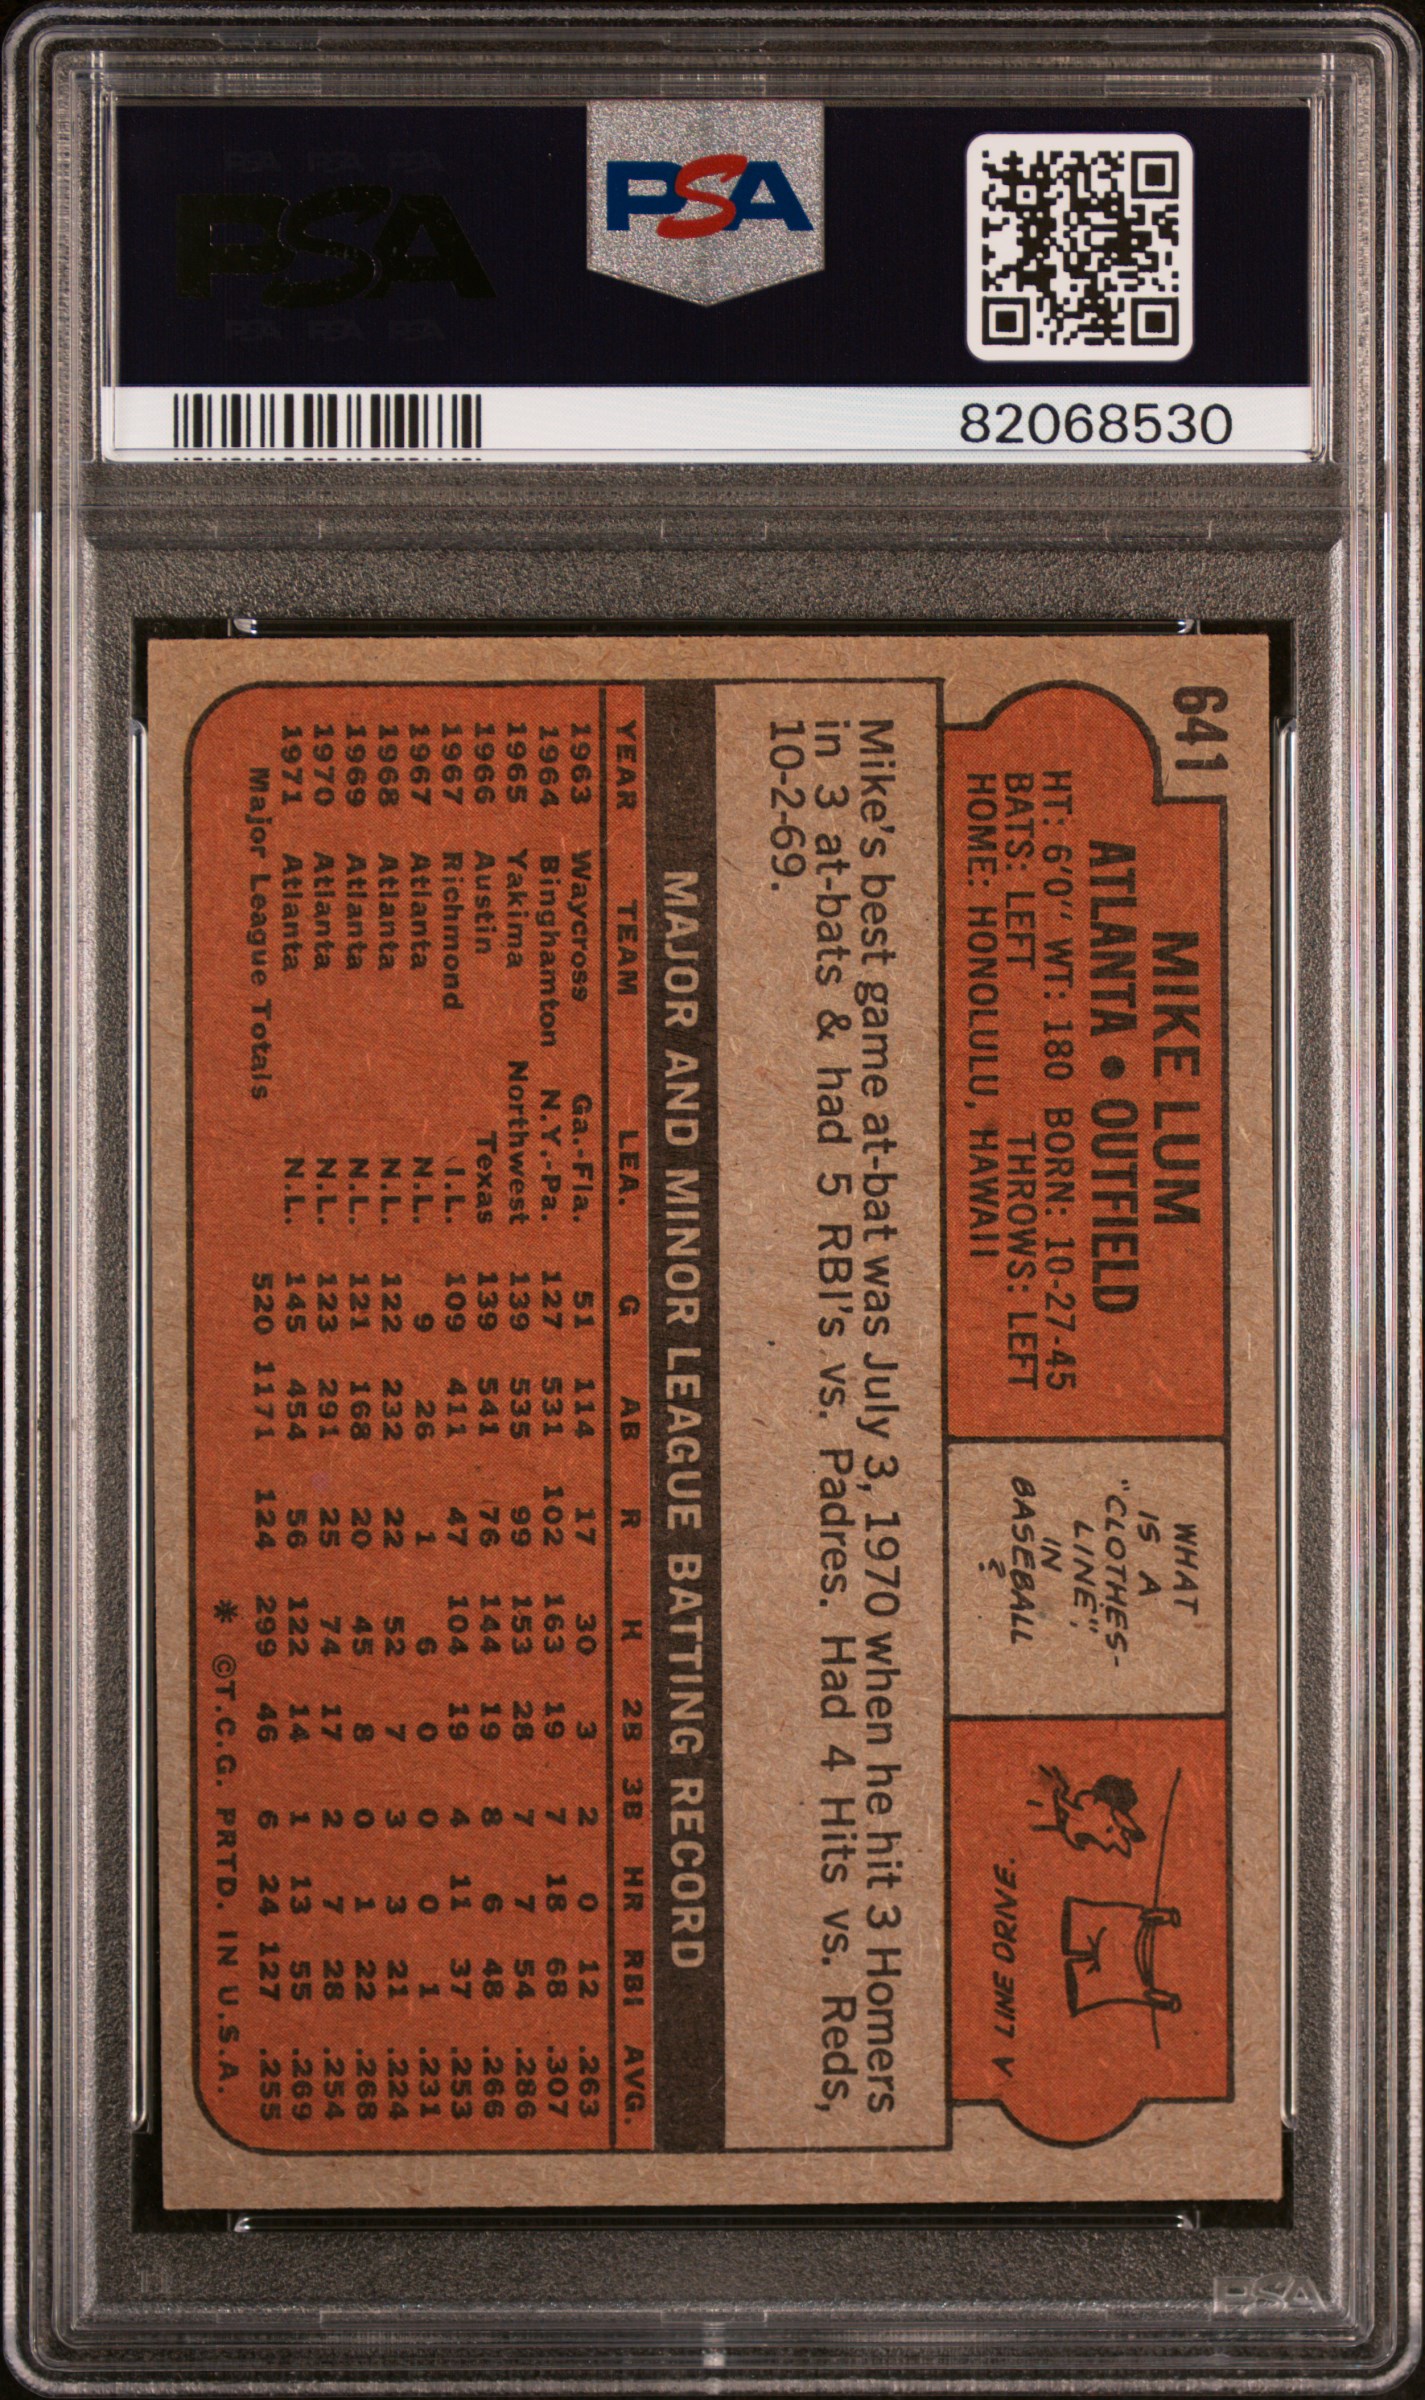 PSA PSA PSA
PSA
PSA PSA PSA
PSA
82068530
641
MIKE LUM
ATLANTA • OUTFIELD
HT: 6'0" WT: 180 BORN: 10-27-45
BATS: LEFT THROWS: LEFT
HOME: HONOLULU, HAWAII
WHAT
IS A
"CLOTHES-
LINE",
IN
BASEBALL
?
A LINE DRIVE.
Mike's best game at-bat was July 3, 1970 when he hit 3 Homers
in 3 at-bats & had 5 RBI's vs. Padres. Had 4 Hits vs. Reds,
10-2-69.
MAJOR AND MINOR LEAGUE BATTING RECORD
YEAR TEAM LEA. G AB R H 2B 3B HR RBI AVG.
1963 Waycross Ga.-Fla. 51 114 17 30 3 2 0 12 .263
1964 Binghamton N.Y.-Pa. 127 531 102 163 19 7 18 68 .307
1965 Yakima Northwest 139 535 99 153 28 7 7 54 .286
1966 Austin Texas 139 541 76 144 19 8 6 48 .266
1967 Richmond I.L. 109 411 47 104 19 4 11 37 .253
1967 Atlanta N.L. 9 26 1 6 0 0 0 1 .231
1968 Atlanta N.L. 122 232 22 52 7 3 3 21 .224
1969 Atlanta N.L. 121 168 20 45 8 0 1 22 .268
1970 Atlanta N.L. 123 291 25 74 17 2 7 28 .254
1971 Atlanta N.L. 145 454 56 122 14 1 13 55 .269
Major League Totals 520 1171 124 299 46 6 24 127 .255
* ©T.C.G. PRTD. IN U.S.A.
PSA